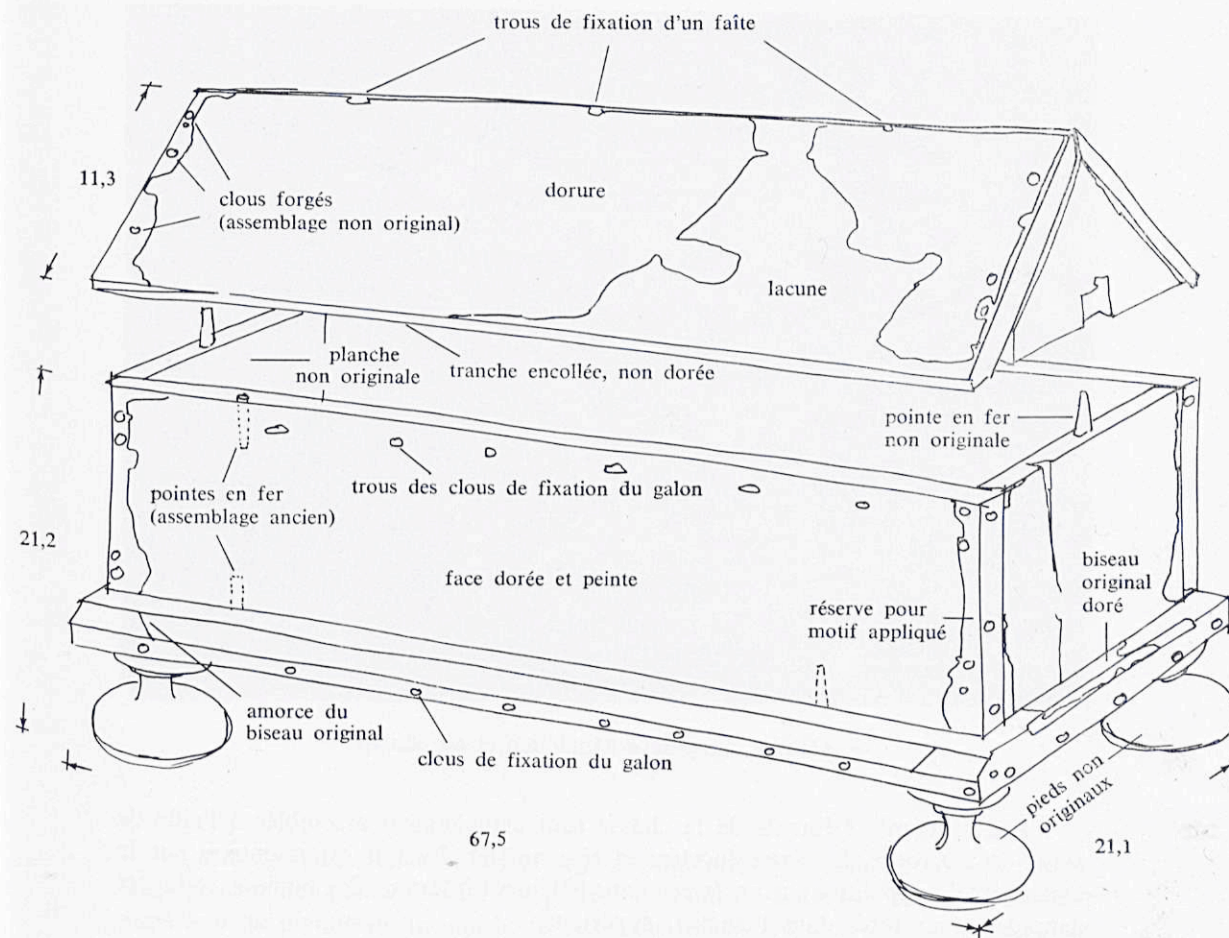 trous de fixation d'un faîte
11,3
dorure
clous forgés
(assemblage non original)
lacune
planche
non originale
tranche encollée, non dorée
pointe en fer
non originale
trous des clous de fixation du galon
pointes en fer
(assemblage ancien)
21,2
face dorée et peinte
biseau
original
doré
réserve pour
motif appliqué
amorce du
biseau original
clous de fixation du galon
pieds non
originaux
67,5
21,1